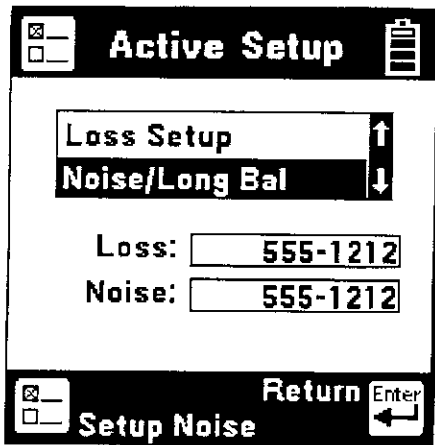 Active Setup
Loss Setup
Noise/Long Bal
Loss: 555-1212
Noise: 555-1212
Return Enter
Setup Noise